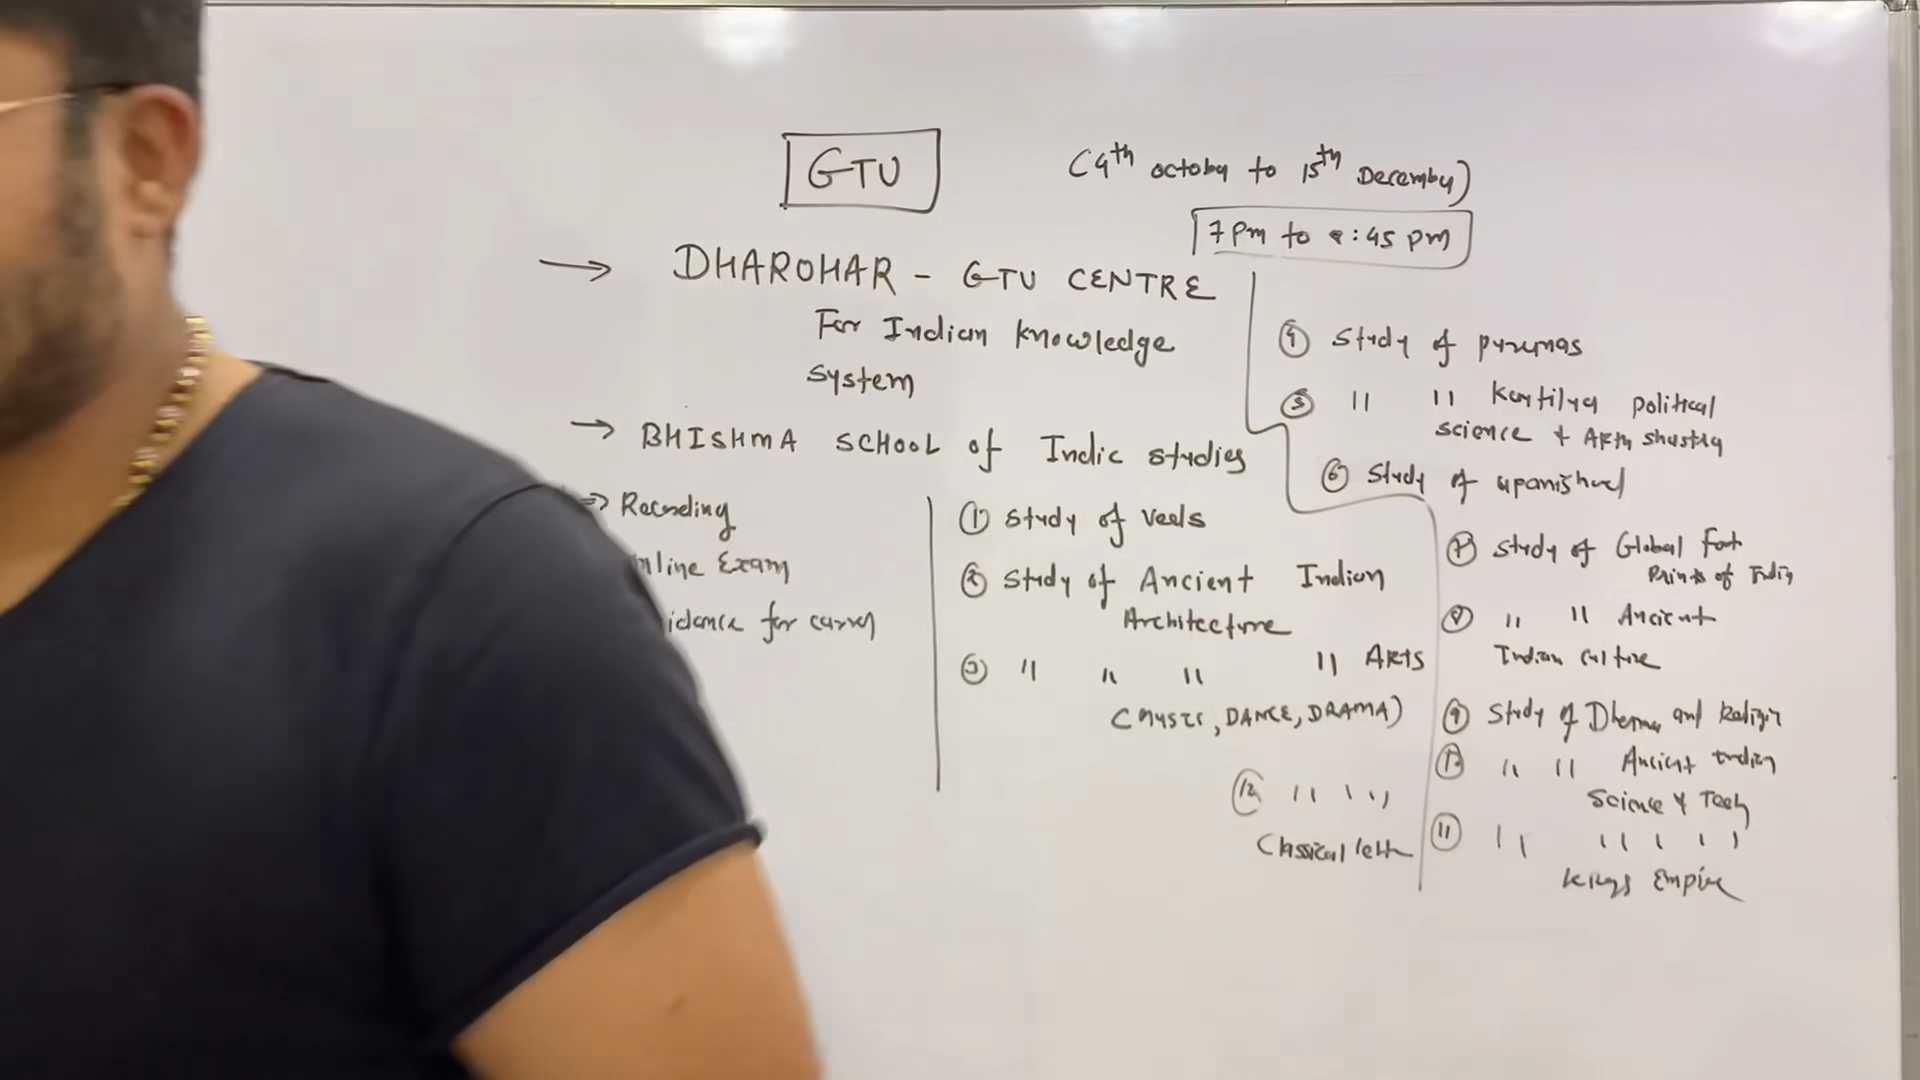 GTU
(4th october to 15th December)
7 Pm to 8:45 pm
→ DHAROHAR - GTU CENTRE
For Indian knowledge
System
→ BHISHMA SCHOOL of Indic studies
⇒ Recording
nline Exam
idance for career
① Study of Veds
② Study of Ancient Indian
Architecture
③ " " " " ARTS
(MUSIC, DANCE, DRAMA)
④ Study of puranas
⑤ " " Kautilya political
science + Arth shastra
⑥ Study of upanishad
⑦ Study of Global Foot
Prints of India
⑧ " " Ancient
Indian culture
⑨ Study of Dharma and Religion
⑩ " " Ancient Indian
Science & Tech
⑪ " " " "
kings Empire
⑫ " " "
Classical